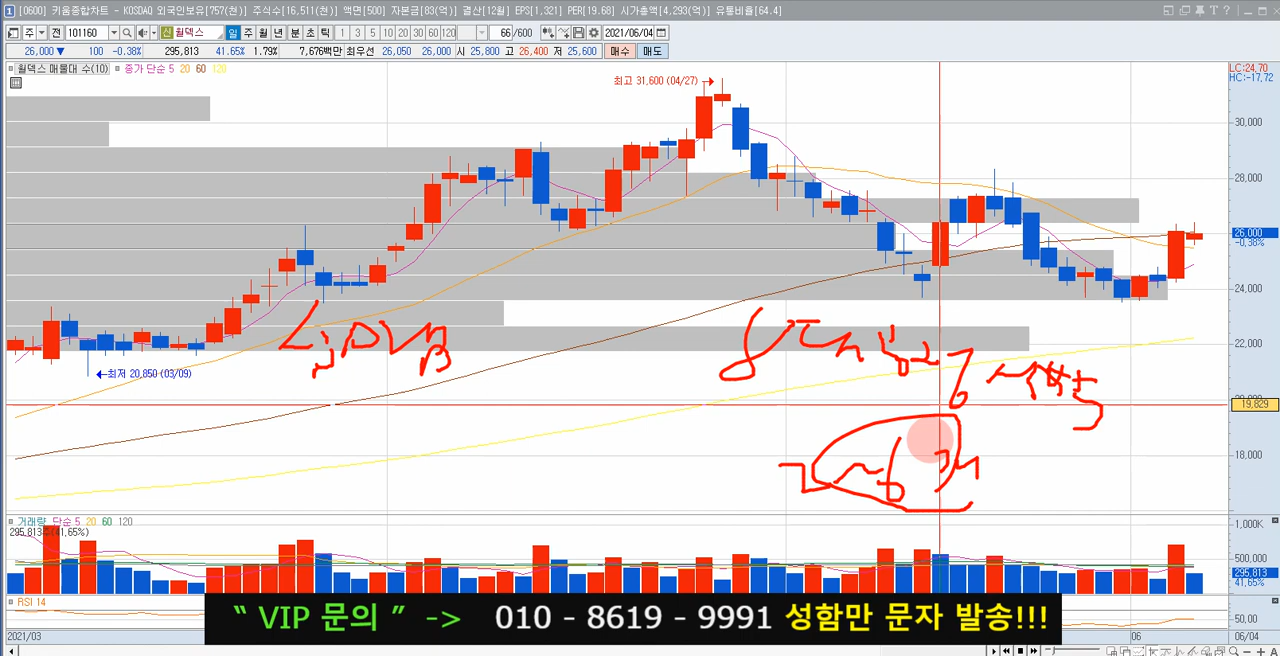 [0600] 키움종합차트 - KOSDAQ 외국인보유[757(천)] 주식수[16,511(천)] 액면[500] 자본금[83(억)] 결산[12월] EPS[1,321] PER[19.68] 시가총액[4,293(억)] 유통비율[64.4]
주 전 101160 신 월덱스 일 주 월 년 분 초 틱 1 3 5 10 20 30 60 120 66 /600 2021/06/04
26,000 ▼ 100 -0.38% 295,813 41.65% 1.79% 7,676백만 최우선 26,050 26,000 시 25,800 고 26,400 저 25,600 매수 매도
월덱스 매물대 수(10) 종가 단순 5 20 60 120
LC:24,70
HC:-17,72
최고 31,600 (04/27)
30,000
28,000
26,000
-0.38%
24,000
22,000
최저 20,850 (03/09)
19,829
18,000
거래량 단순 5 20 60 120
295,813주(41,65%)
1,000K
500,000
295,813
41,65%
RSI 14
50.00
“ VIP 문의 ” -> 010 - 8619 - 9991 성함만 문자 발송!!!
2021/03 06 06/04